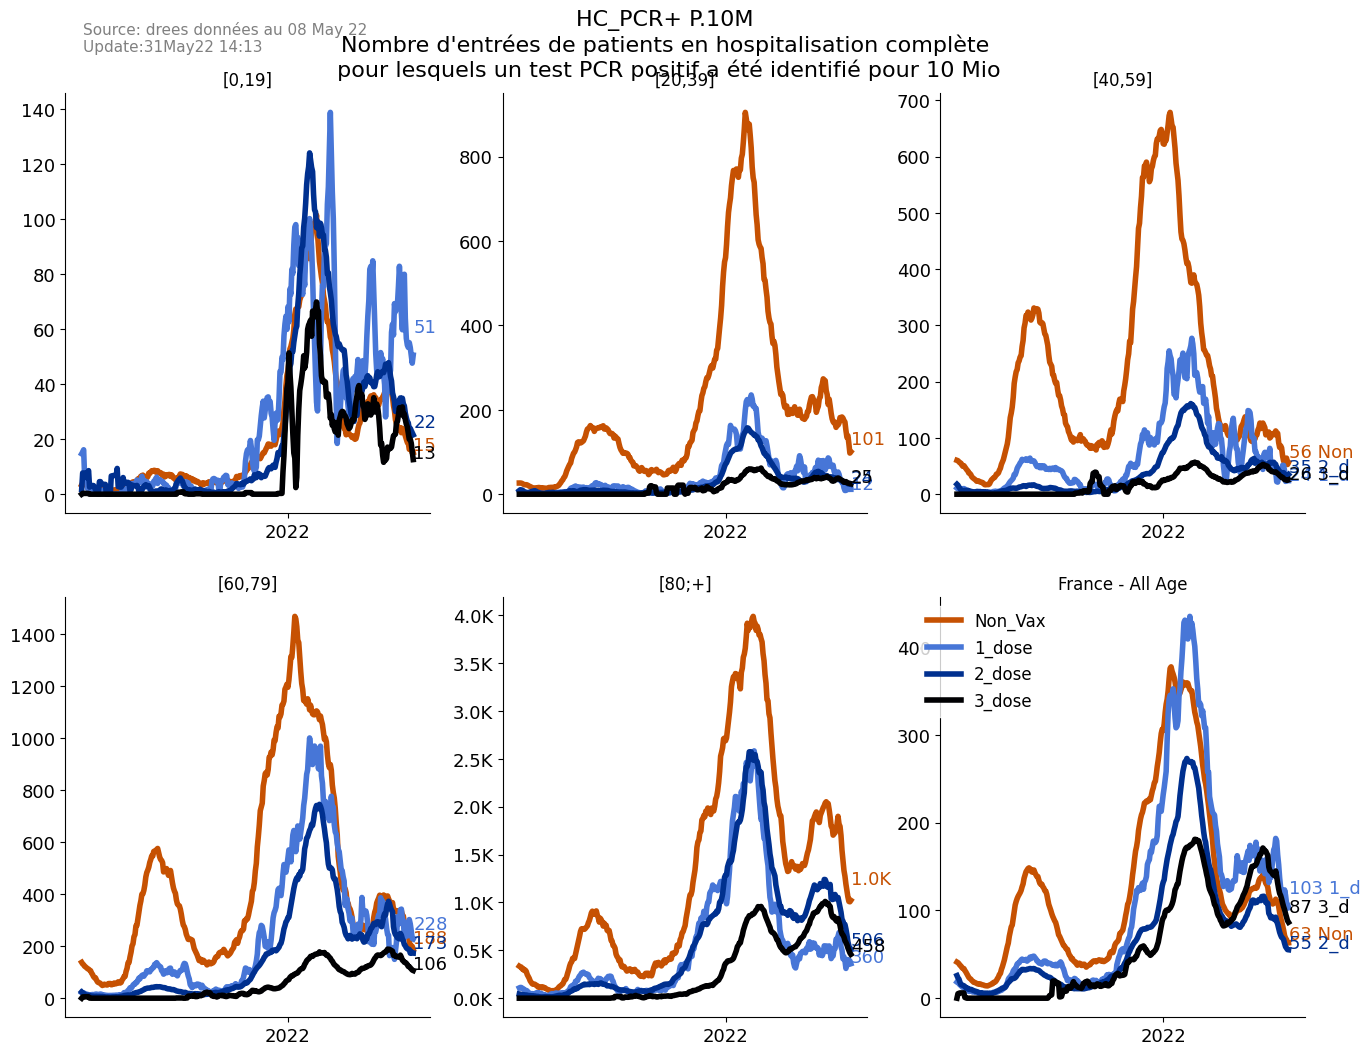 HC_PCR+ P.10M
Source: drees données au 08 May 22
Update:31May22 14:13
Nombre d'entrées de patients en hospitalisation complète
pour lesquels un test PCR positif a été identifié pour 10 Mio
[0,19]
140
120
100
80
60
40
20
0
51
22
15
13
2022
[20,39]
800
600
400
200
0
101
12
2022
[40,59]
700
600
500
400
300
200
100
0
56 Non
35 2_d
26 3_d
2022
[60,79]
1400
1200
1000
800
600
400
200
0
228
188
173
106
2022
[80;+]
4.0K
3.5K
3.0K
2.5K
2.0K
1.5K
1.0K
0.5K
0.0K
1.0K
506
458
360
2022
France - All Age
Non_Vax
1_dose
2_dose
3_dose
400
300
200
100
0
103 1_d
87 3_d
63 Non
55 2_d
2022